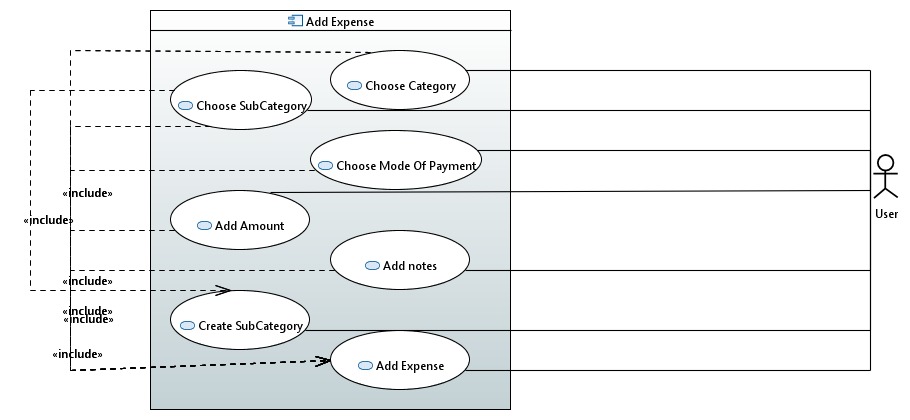 Add Expense
Choose Category
Choose SubCategory
Choose Mode Of Payment
«include»
User
«include»
Add Amount
Add notes
«include»
«include»
«include»
Create SubCategory
«include»
Add Expense